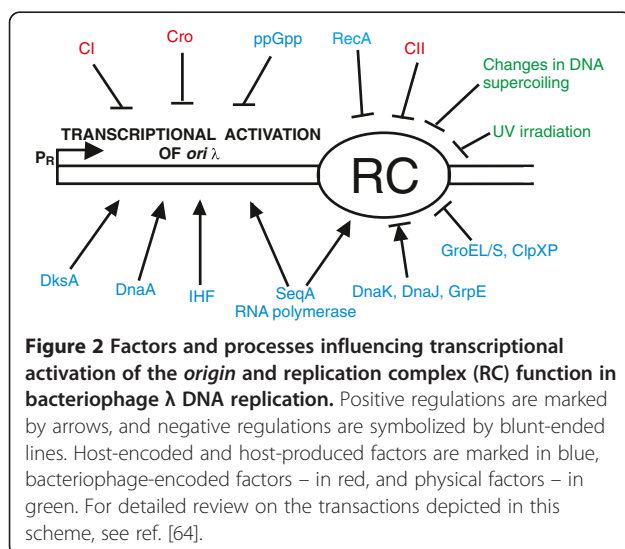 CI
Cro
ppGpp
RecA
CII
Changes in DNA
supercoiling
UV irradiation
TRANSCRIPTIONAL ACTIVATION
OF ori λ
PR
RC
DksA
DnaA
IHF
SeqA
RNA polymerase
DnaK, DnaJ, GrpE
GroEL/S, ClpXP
Figure 2 Factors and processes influencing transcriptional
activation of the origin and replication complex (RC) function in
bacteriophage λ DNA replication. Positive regulations are marked
by arrows, and negative regulations are symbolized by blunt-ended
lines. Host-encoded and host-produced factors are marked in blue,
bacteriophage-encoded factors – in red, and physical factors – in
green. For detailed review on the transactions depicted in this
scheme, see ref. [64].